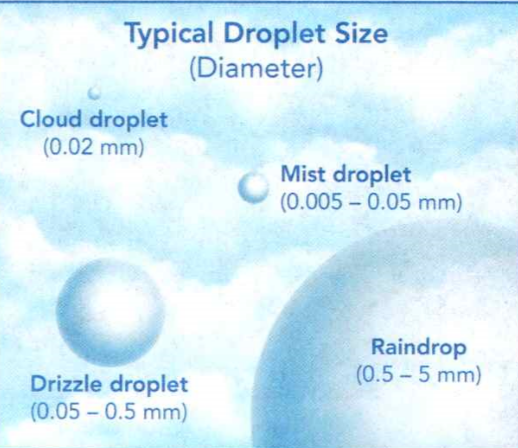 Typical Droplet Size
(Diameter)
Cloud droplet
(0.02 mm)
Mist droplet
(0.005 – 0.05 mm)
Raindrop
(0.5 – 5 mm)
Drizzle droplet
(0.05 – 0.5 mm)